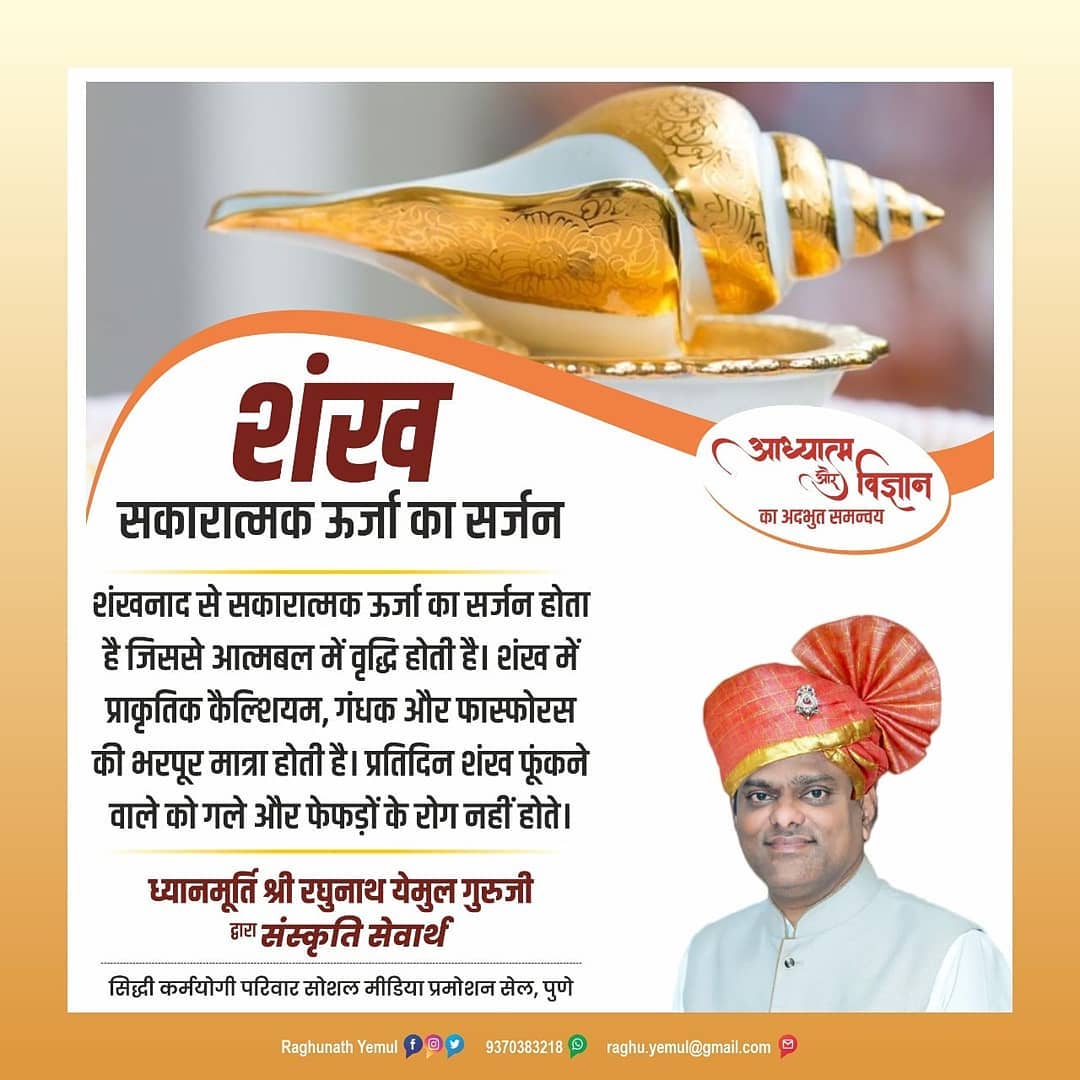 शंख
सकारात्मक ऊर्जा का सर्जन
आध्यात्म
और विज्ञान
का अदभुत समन्वय
शंखनाद से सकारात्मक ऊर्जा का सर्जन होता
है जिससे आत्मबल में वृद्धि होती है। शंख में
प्राकृतिक कैल्शियम, गंधक और फास्फोरस
की भरपूर मात्रा होती है। प्रतिदिन शंख फूंकने
वाले को गले और फेफड़ों के रोग नहीं होते।
ध्यानमूर्ति श्री रघुनाथ येमुल गुरुजी
द्वारा संस्कृति सेवार्थ
सिद्धी कर्मयोगी परिवार सोशल मीडिया प्रमोशन सेल, पुणे
Raghunath Yemul 9370383218 raghu.yemul@gmail.com